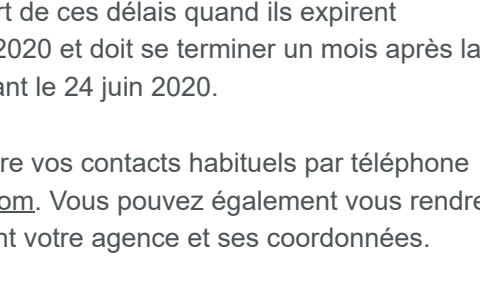 rt de ces délais quand ils expirent
2020 et doit se terminer un mois après la
ant le 24 juin 2020.
re vos contacts habituels par téléphone
om. Vous pouvez également vous rendre
nt votre agence et ses coordonnées.